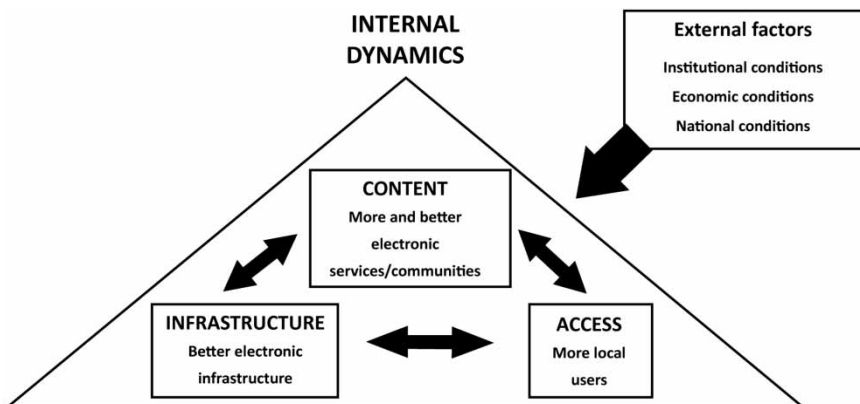 INTERNAL
DYNAMICS
External factors
Institutional conditions
Economic conditions
National conditions
CONTENT
More and better
electronic
services/communities
INFRASTRUCTURE
Better electronic
infrastructure
ACCESS
More local
users